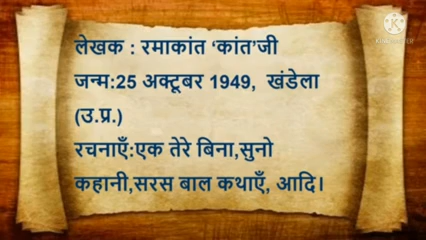 लेखक : रमाकांत ‘कांत’जी
जन्म:25 अक्टूबर 1949, खंडेला
(उ.प्र.)
रचनाएँ:एक तेरे बिना,सुनो
कहानी,सरस बाल कथाएँ, आदि।